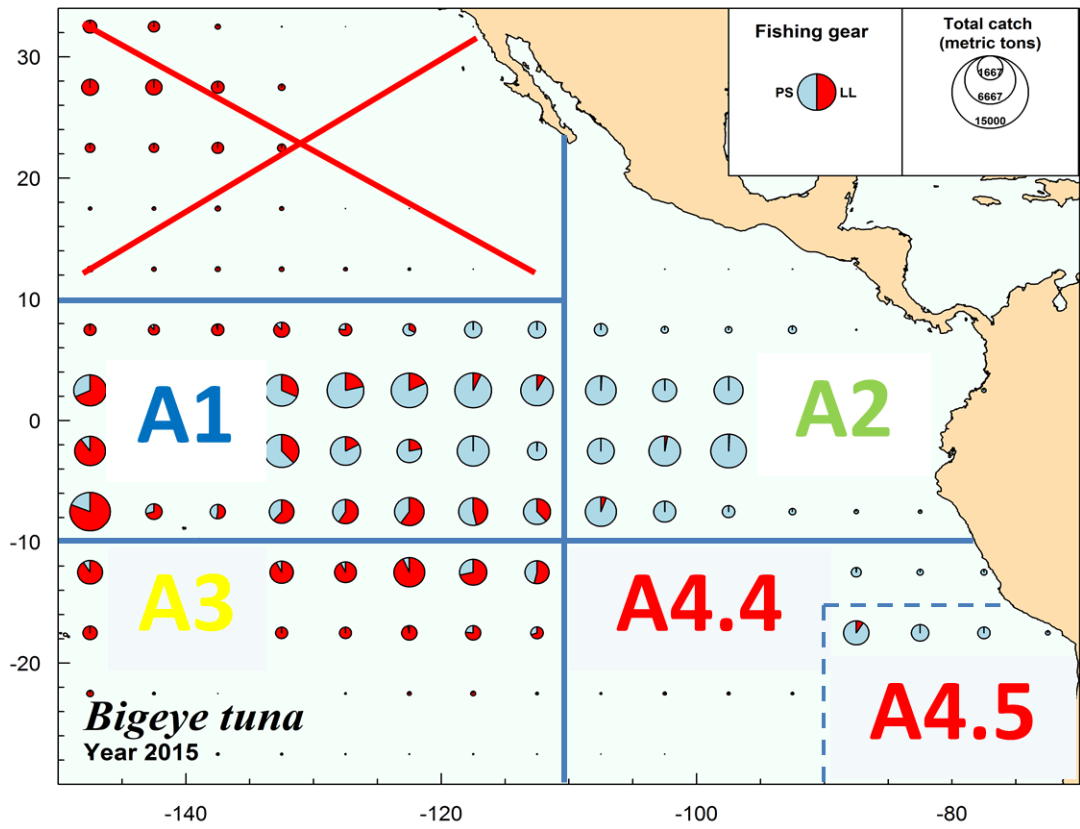 Fishing gear
PS LL
Total catch
(metric tons)
1667
6667
15000
30
20
10
0
-10
-20
A1
A2
A3
A4.4
A4.5
Bigeye tuna
Year 2015
-140
-120
-100
-80